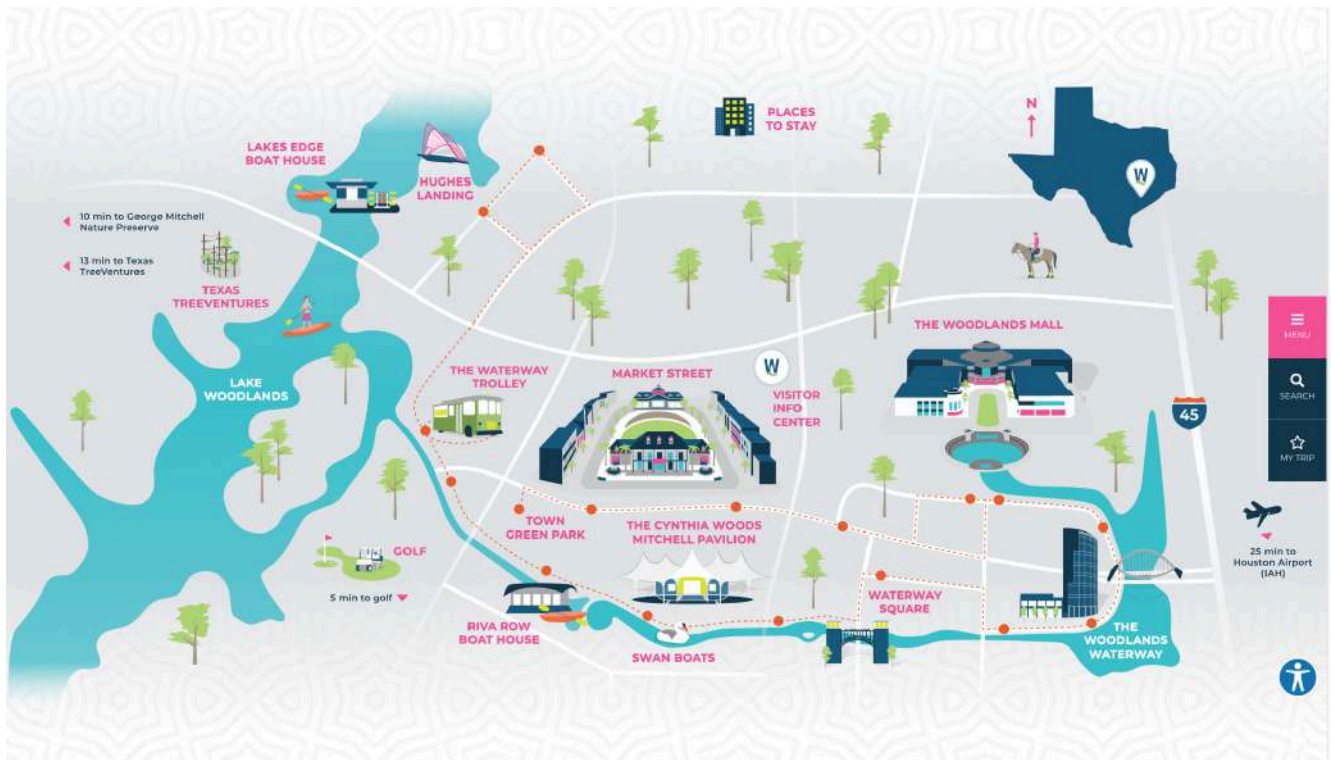 PLACES
TO STAY
N
W
LAKES EDGE
BOAT HOUSE
HUGHES
LANDING
10 min to George Mitchell
Nature Preserve
13 min to Texas
TreeVentures
TEXAS
TREEVENTURES
LAKE
WOODLANDS
THE WATERWAY
TROLLEY
MARKET STREET
W
VISITOR
INFO
CENTER
THE WOODLANDS MALL
MENU
SEARCH
MY TRIP
45
TOWN
GREEN PARK
THE CYNTHIA WOODS
MITCHELL PAVILION
GOLF
5 min to golf
25 min to
Houston Airport
(IAH)
WATERWAY
SQUARE
RIVA ROW
BOAT HOUSE
SWAN BOATS
THE
WOODLANDS
WATERWAY